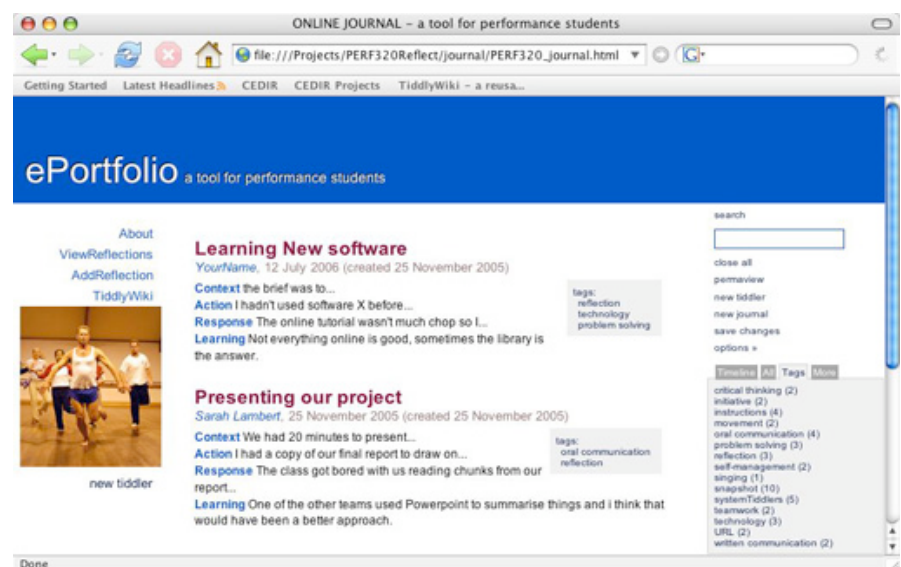 ONLINE JOURNAL – a tool for performance students
file:///Projects/PERF320Reflect/journal/PERF320_journal.html
G
Getting Started Latest Headlines CEDIR CEDIR Projects TiddlyWiki – a reusa...
ePortfolio a tool for performance students
About
ViewReflections
AddReflection
TiddlyWiki
new tiddler
Learning New software
YourName, 12 July 2006 (created 25 November 2005)
Context the brief was to...
Action I hadn't used software X before...
Response The online tutorial wasn't much chop so I...
Learning Not everything online is good, sometimes the library is
the answer.
tags:
reflection
technology
problem solving
Presenting our project
Sarah Lambert, 25 November 2005 (created 25 November 2005)
Context We had 20 minutes to present...
Action I had a copy of our final report to draw on...
Response The class got bored with us reading chunks from our
report...
Learning One of the other teams used Powerpoint to summarise things and i think that
would have been a better approach.
tags:
oral communication
reflection
search
close all
permaview
new tiddler
new journal
save changes
options »
Timeline All Tags More
critical thinking (2)
initiative (2)
instructions (4)
movement (2)
oral communication (4)
problem solving (3)
reflection (3)
self-management (2)
singing (1)
snapshot (10)
systemTiddlers (5)
teamwork (2)
technology (3)
URL (2)
written communication (2)
Done